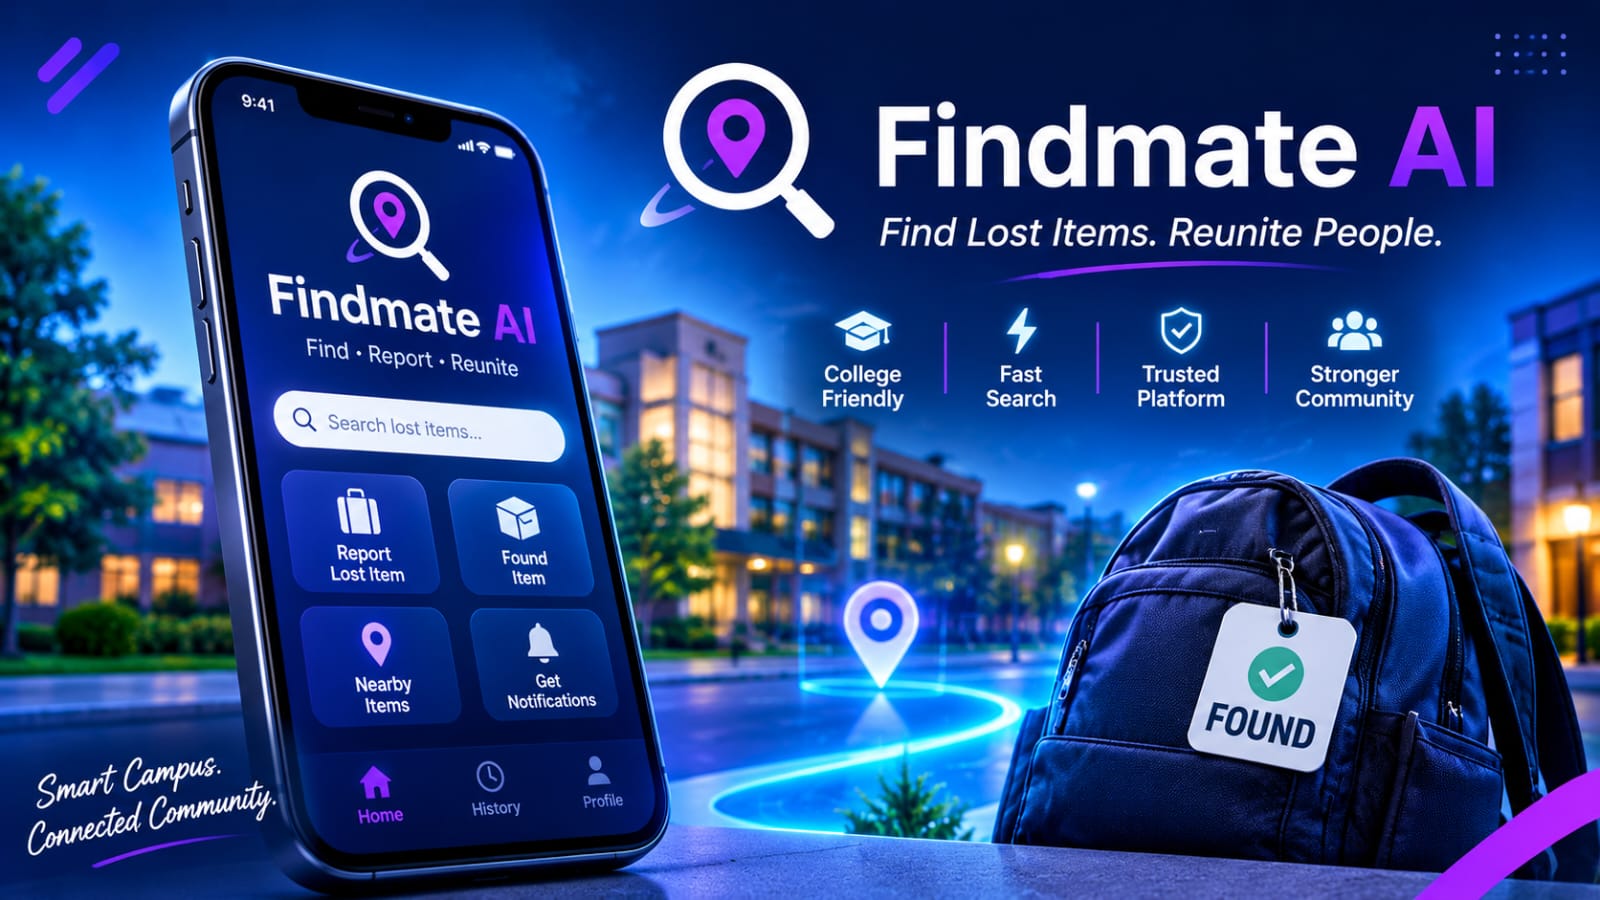 9:41
Findmate AI
Find • Report • Reunite
Search lost items...
Report
Lost Item
Found
Item
Nearby
Items
Get
Notifications
Home
History
Profile
Smart Campus.
Connected Community.
Findmate AI
Find Lost Items. Reunite People.
College
Friendly
Fast
Search
Trusted
Platform
Stronger
Community
FOUND